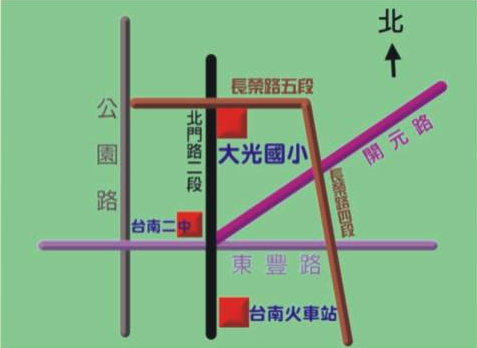 北
長榮路五段
公園路
北門路二段
大光國小
開元路
長榮路四段
台南二中
東豐路
台南火車站